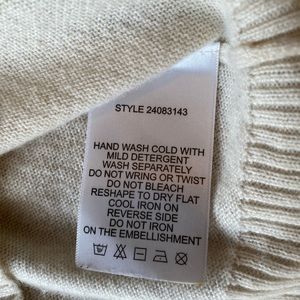 STYLE 24083143
HAND WASH COLD WITH
MILD DETERGENT
WASH SEPARATELY
DO NOT WRING OR TWIST
DO NOT BLEACH
RESHAPE TO DRY FLAT
COOL IRON ON
REVERSE SIDE
DO NOT IRON
ON THE EMBELLISHMENT